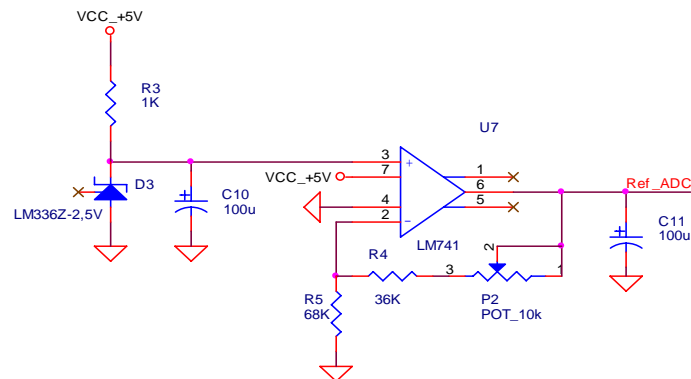 VCC_+5V
R3
1K
D3
LM336Z-2,5V
C10
100u
VCC_+5V
U7
3
+
7
4
2
−
1
6
5
LM741
Ref_ADC
C11
100u
R4
36K
3
2
1
P2
POT_10k
R5
68K
+
+